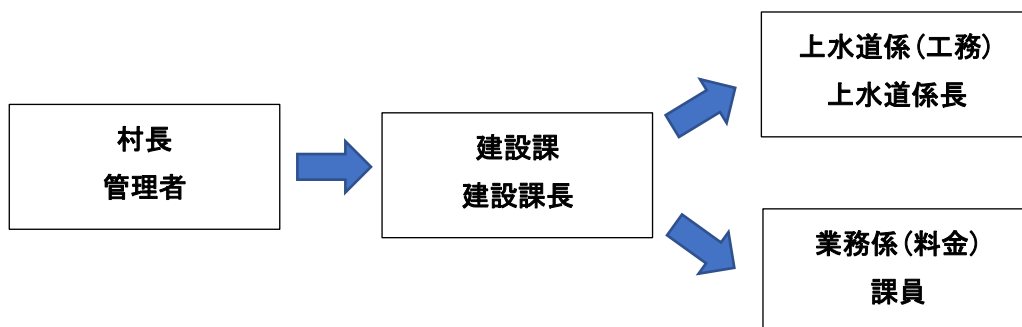 村長
管理者
建設課
建設課長
上水道係(工務)
上水道係長
業務係(料金)
課員